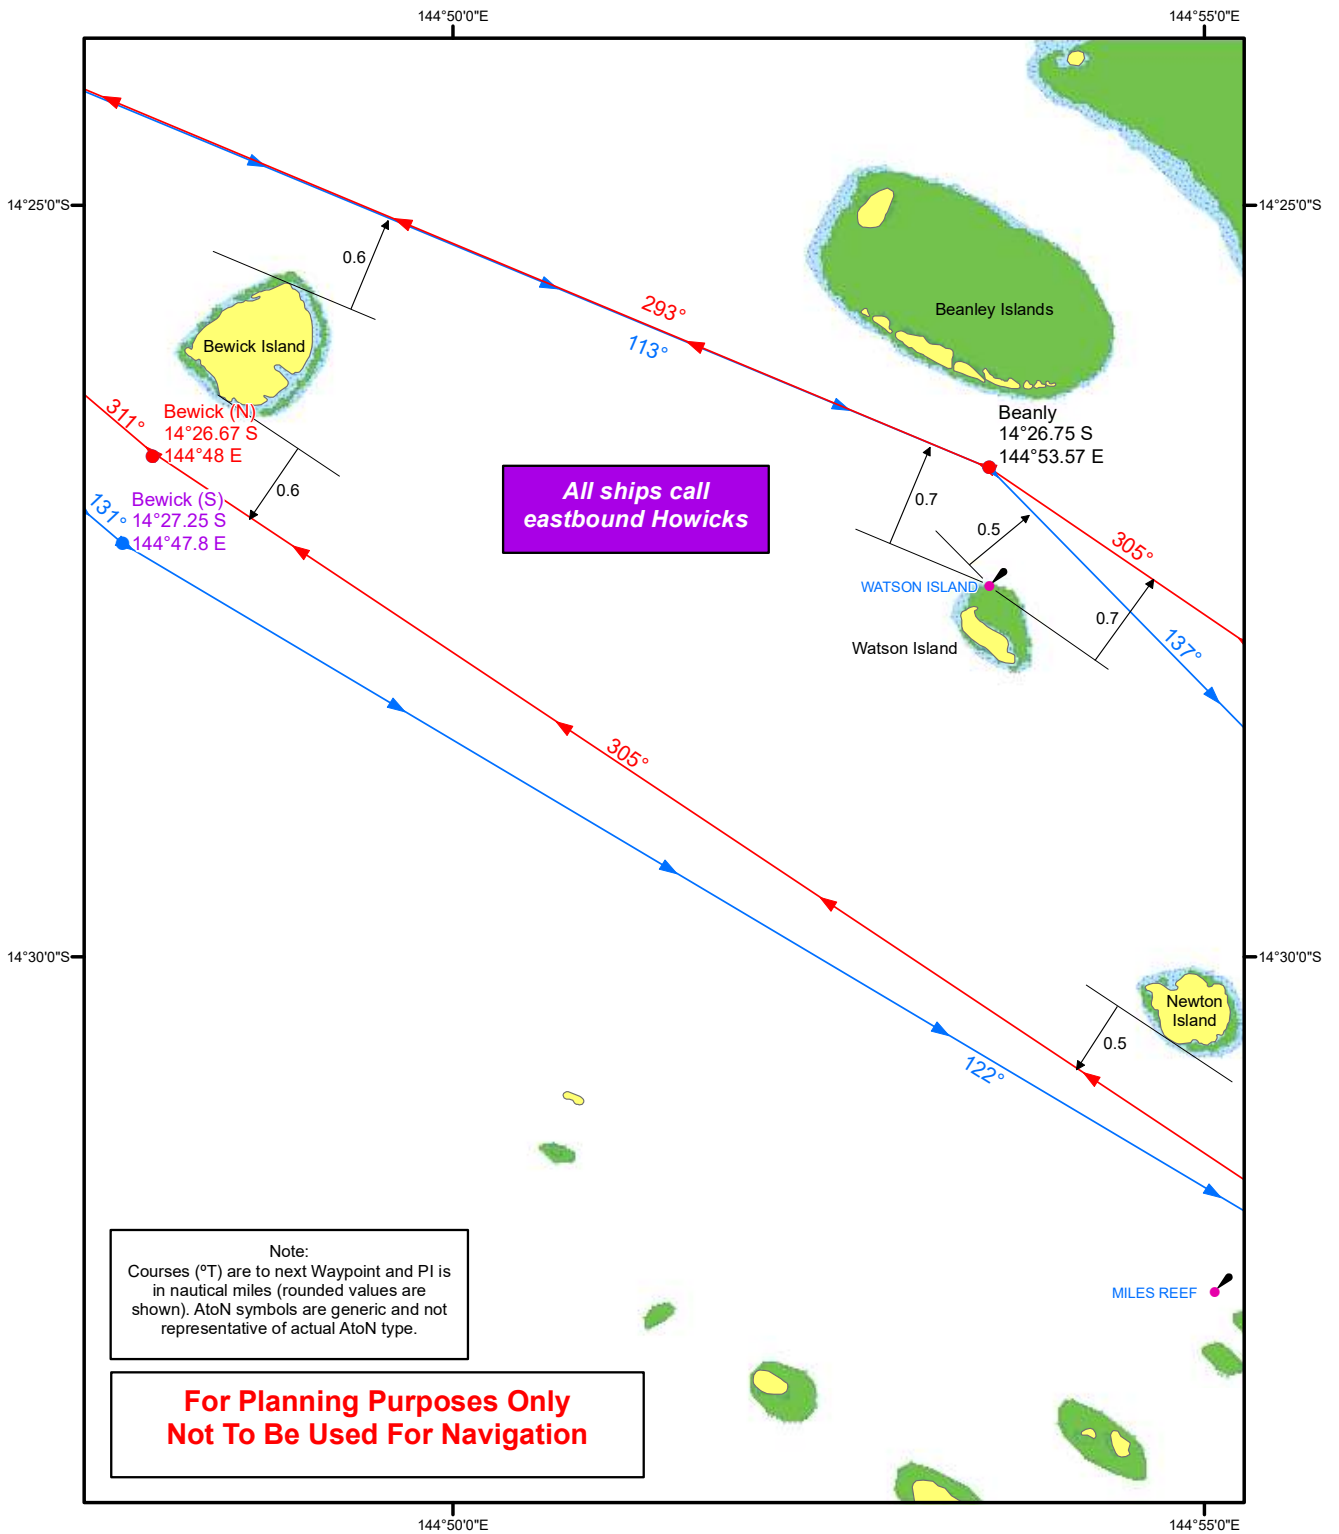 144°50'0"E
144°55'0"E
14°25'0"S
14°25'0"S
0.6
293°
113°
Beanley Islands
Bewick Island
311°
Bewick (N)
14°26.67 S
144°48 E
0.6
131°
Bewick (S)
14°27.25 S
144°47.8 E
All ships call
eastbound Howicks
Beanly
14°26.75 S
144°53.57 E
0.7
0.5
305°
WATSON ISLAND
0.7
Watson Island
137°
305°
14°30'0"S
14°30'0"S
Newton
Island
0.5
122°
Note:
Courses (ºT) are to next Waypoint and PI is
in nautical miles (rounded values are
shown). AtoN symbols are generic and not
representative of actual AtoN type.
MILES REEF
For Planning Purposes Only
Not To Be Used For Navigation
144°50'0"E
144°55'0"E